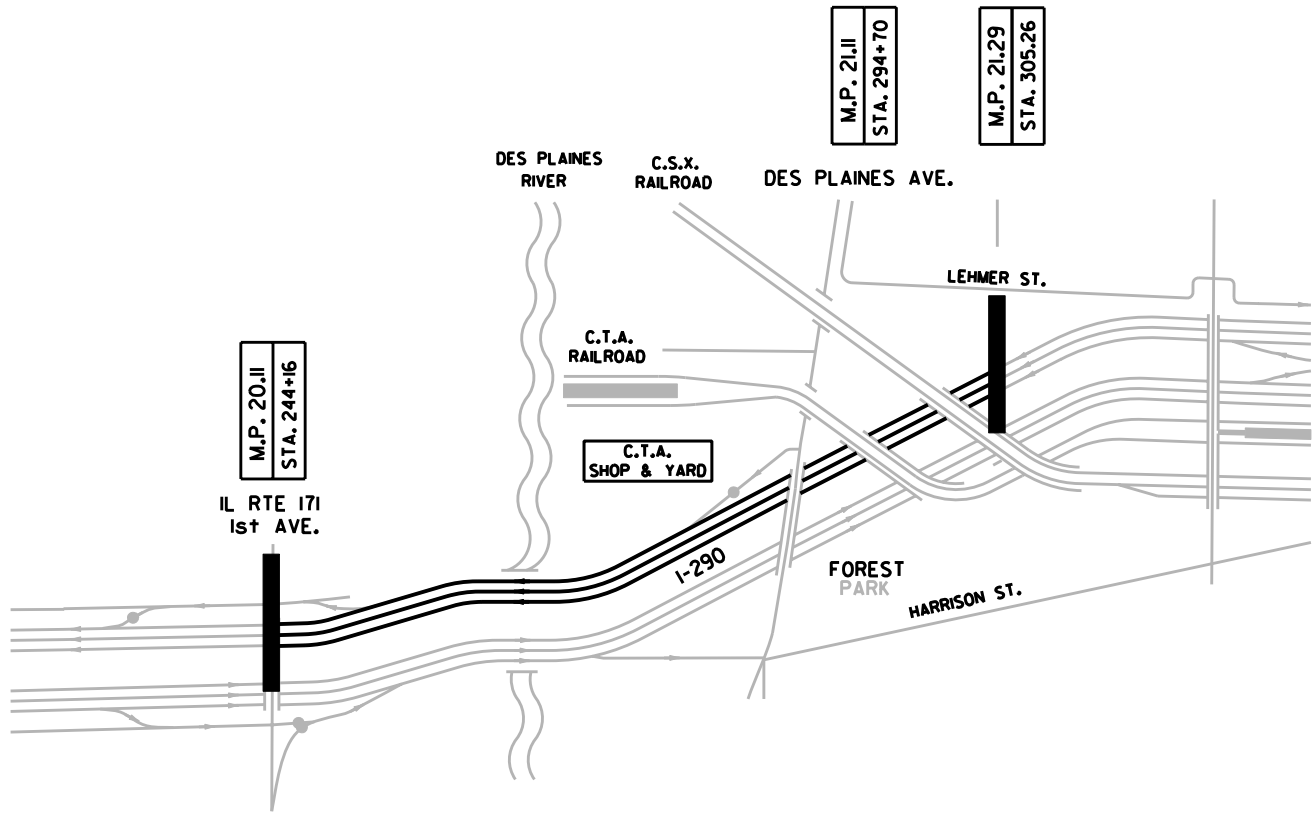 M.P. 21.11
STA. 294+70
M.P. 21.29
STA. 305.26
DES PLAINES
RIVER
C.S.X.
RAILROAD
DES PLAINES AVE.
LEHMER ST.
C.T.A.
RAILROAD
M.P. 20.11
STA. 244+16
C.T.A.
SHOP & YARD
IL RTE 171
1st AVE.
I-290
FOREST
PARK
HARRISON ST.